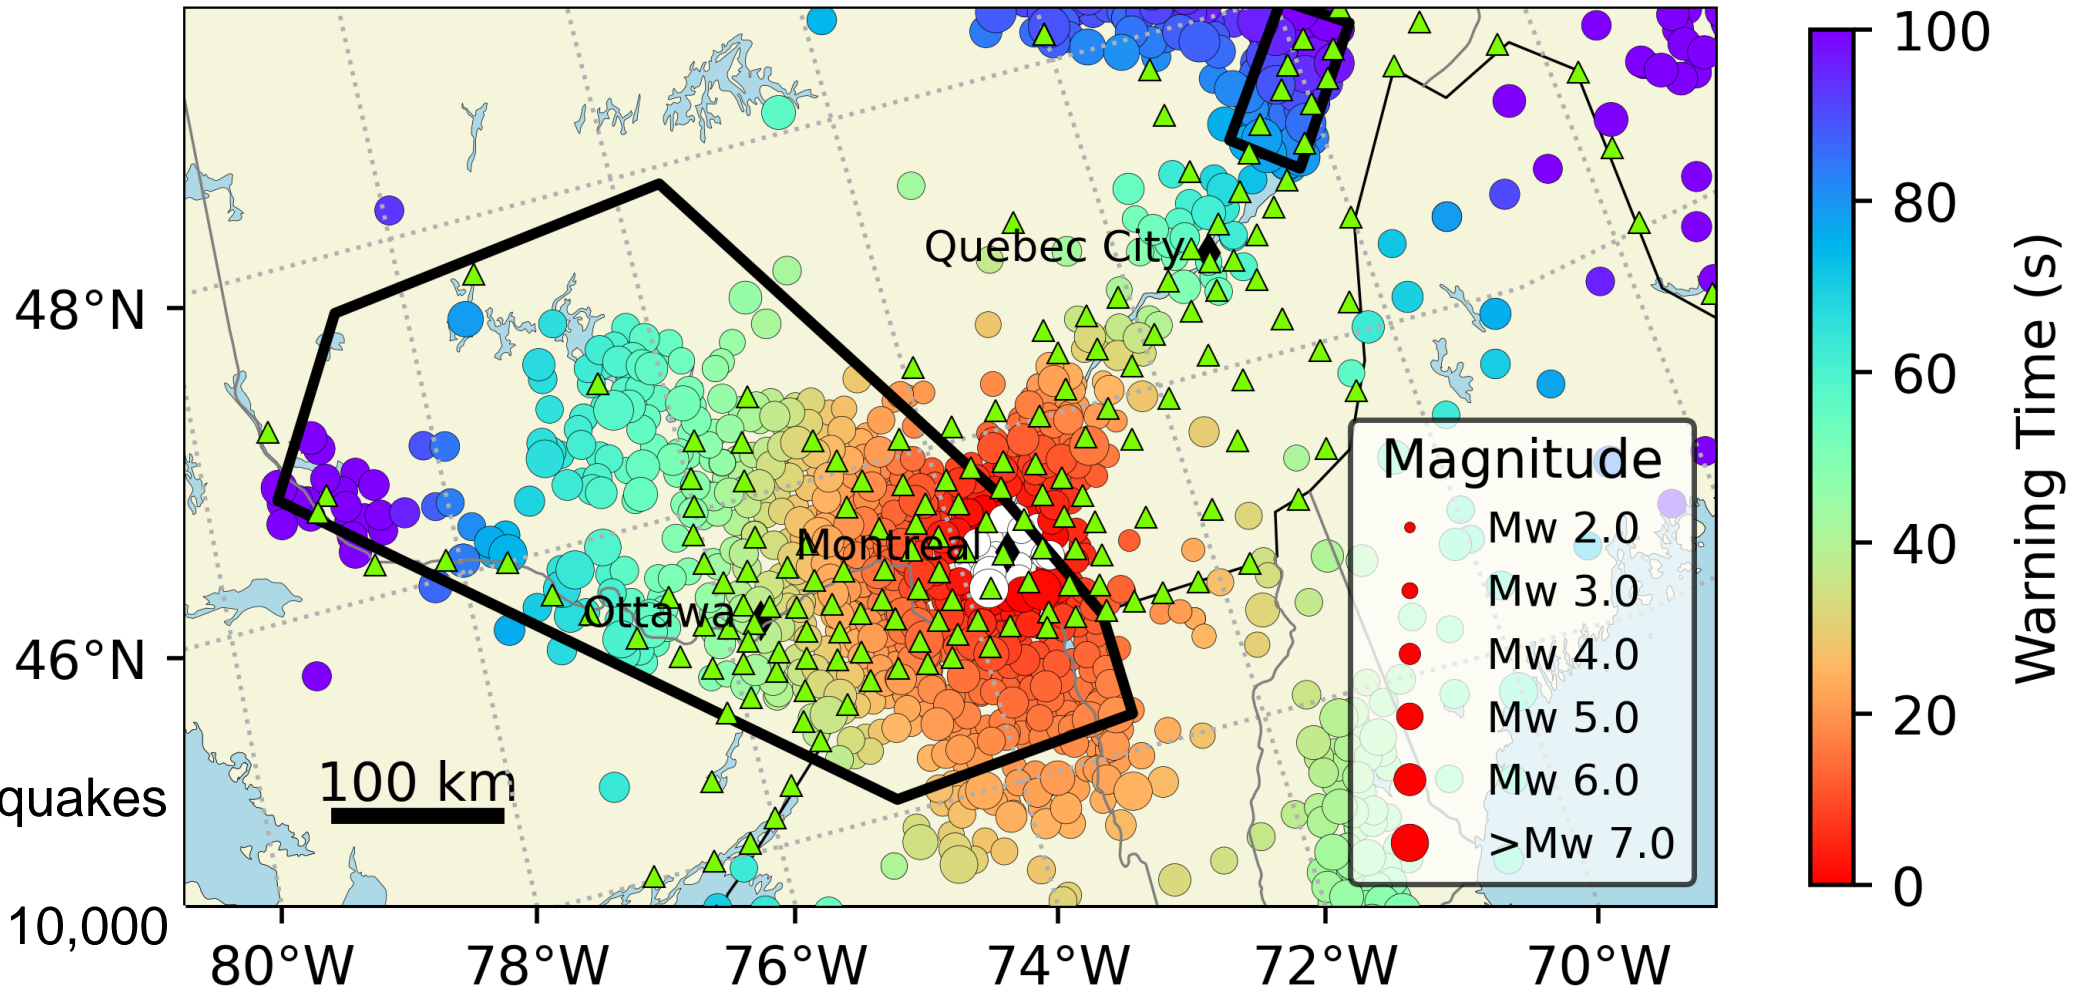 Quebec City
Montreal
Ottawa
100 km
48°N
46°N
quakes
10,000
80°W
78°W
76°W
74°W
72°W
70°W
Magnitude
Mw 2.0
Mw 3.0
Mw 4.0
Mw 5.0
Mw 6.0
>Mw 7.0
100
80
60
40
20
0
Warning Time (s)